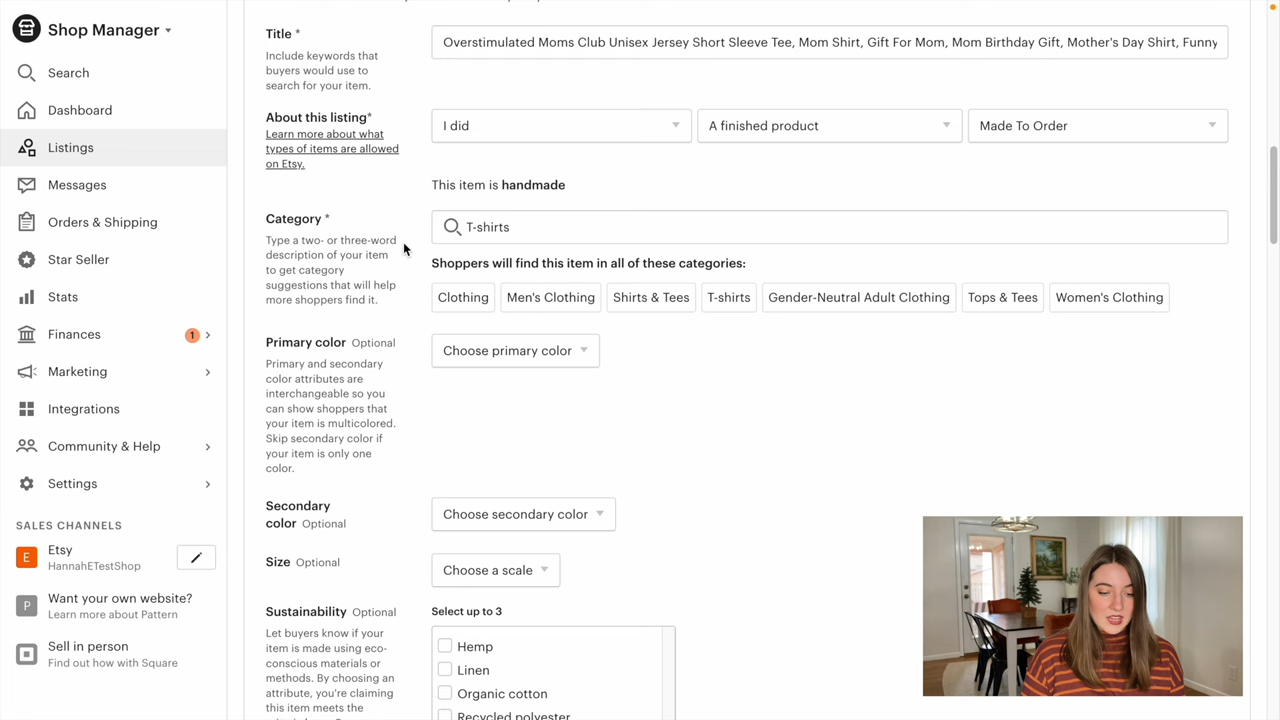 Shop Manager
Search
Dashboard
Listings
Messages
Orders & Shipping
Star Seller
Stats
Finances 1
Marketing
Integrations
Community & Help
Settings
SALES CHANNELS
E Etsy
HannahETestShop
P Want your own website?
Learn more about Pattern
Sell in person
Find out how with Square
Title *
Include keywords that
buyers would use to
search for your item.
Overstimulated Moms Club Unisex Jersey Short Sleeve Tee, Mom Shirt, Gift For Mom, Mom Birthday Gift, Mother's Day Shirt, Funny
About this listing*
Learn more about what
types of items are allowed
on Etsy.
I did
A finished product
Made To Order
This item is handmade
Category *
Type a two- or three-word
description of your item
to get category
suggestions that will help
more shoppers find it.
T-shirts
Shoppers will find this item in all of these categories:
Clothing Men's Clothing Shirts & Tees T-shirts Gender-Neutral Adult Clothing Tops & Tees Women's Clothing
Primary color Optional
Primary and secondary
color attributes are
interchangeable so you
can show shoppers that
your item is multicolored.
Skip secondary color if
your item is only one
color.
Choose primary color
Secondary
color Optional
Choose secondary color
Size Optional
Choose a scale
Sustainability Optional
Let buyers know if your
item is made using eco-
conscious materials or
methods. By choosing an
attribute, you're claiming
this item meets the
Select up to 3
Hemp
Linen
Organic cotton
Recycled polyester